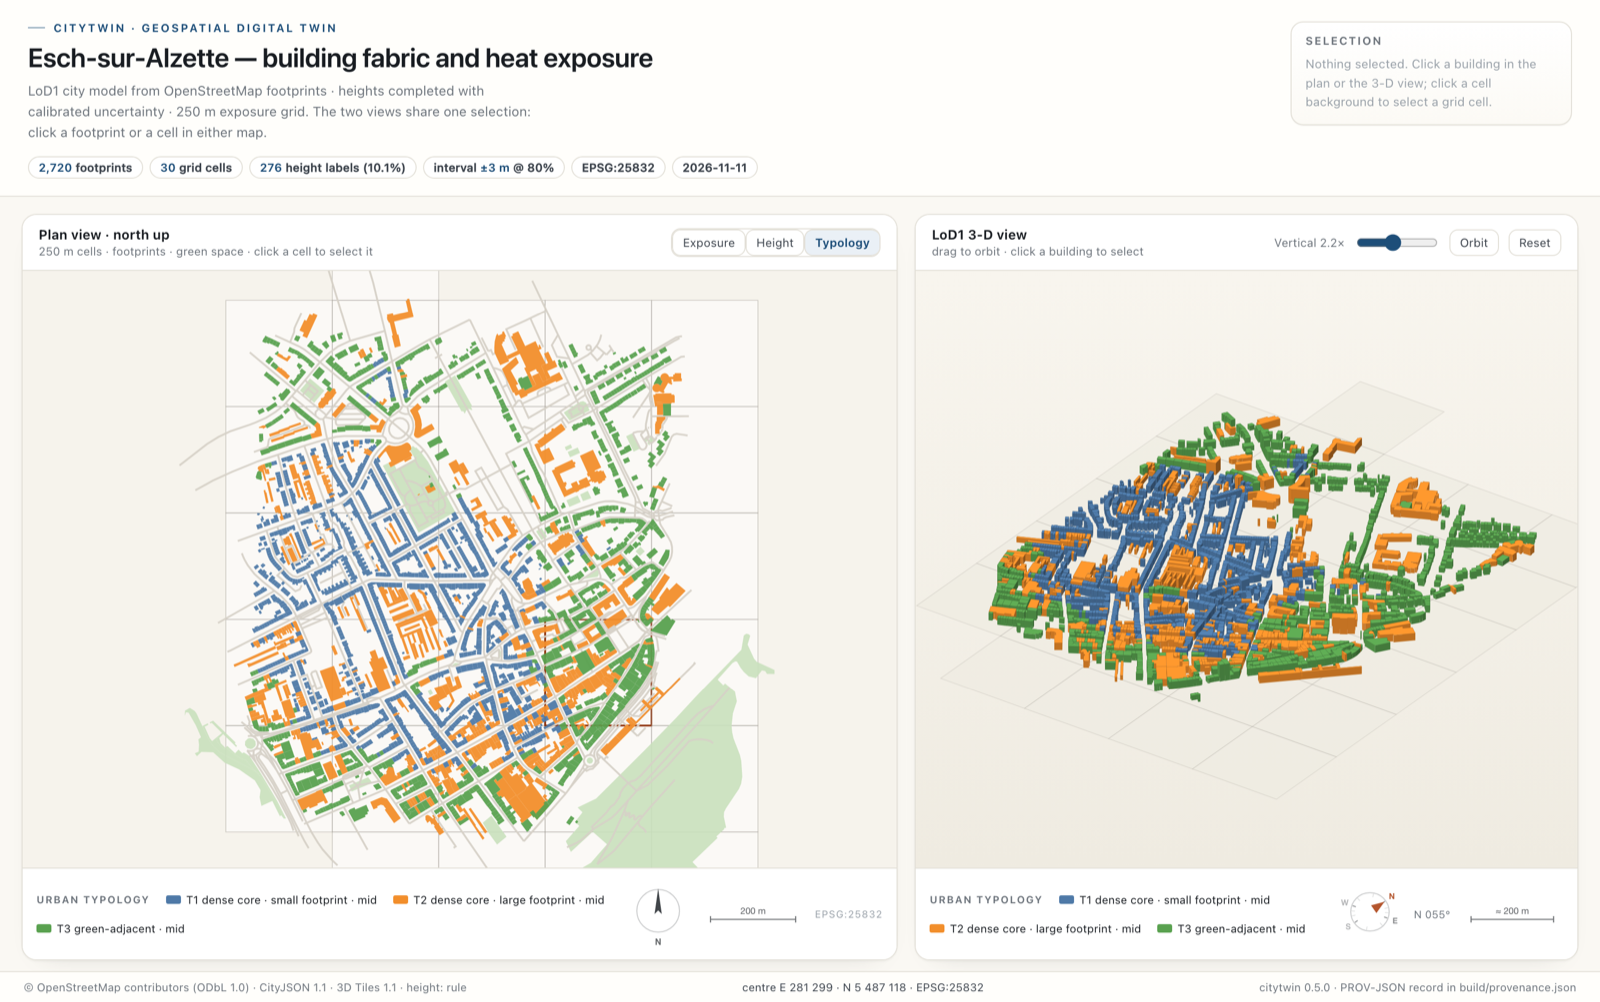 CITYTWIN · GEOSPATIAL DIGITAL TWIN
Esch-sur-Alzette — building fabric and heat exposure
LoD1 city model from OpenStreetMap footprints · heights completed with
calibrated uncertainty · 250 m exposure grid. The two views share one selection:
click a footprint or a cell in either map.
2,720 footprints
30 grid cells
276 height labels (10.1%)
interval ±3 m @ 80%
EPSG:25832
2026-11-11
SELECTION
Nothing selected. Click a building in the
plan or the 3-D view; click a cell
background to select a grid cell.
Plan view · north up
250 m cells · footprints · green space · click a cell to select it
Exposure
Height
Typology
LoD1 3-D view
drag to orbit · click a building to select
Vertical 2.2×
Orbit
Reset
URBAN TYPOLOGY
T1 dense core · small footprint · mid
T2 dense core · large footprint · mid
T3 green-adjacent · mid
N
200 m
EPSG:25832
URBAN TYPOLOGY
T1 dense core · small footprint · mid
T2 dense core · large footprint · mid
T3 green-adjacent · mid
W
N
S
E
N 055°
≈ 200 m
© OpenStreetMap contributors (ODbL 1.0) · CityJSON 1.1 · 3D Tiles 1.1 · height: rule
centre E 281 299 · N 5 487 118 · EPSG:25832
citytwin 0.5.0 · PROV-JSON record in build/provenance.json